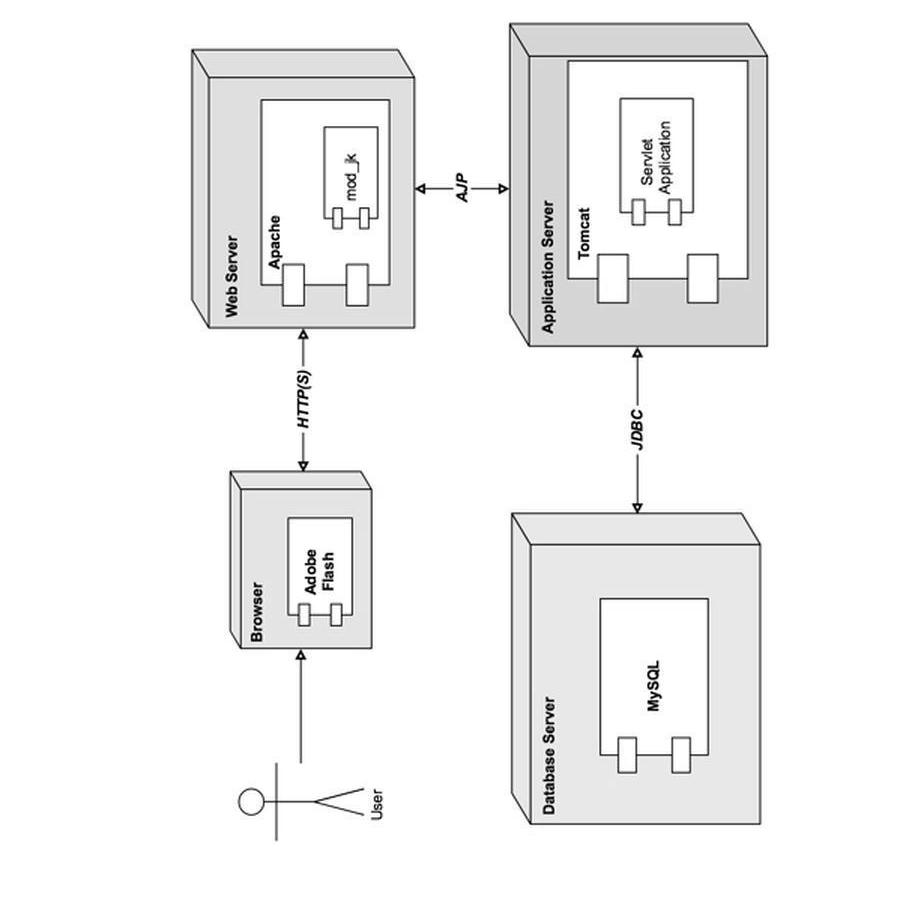 User
Browser
Adobe
Flash
HTTP(S)
Web Server
Apache
mod_jk
AJP
Application Server
Tomcat
Servlet
Application
JDBC
Database Server
MySQL